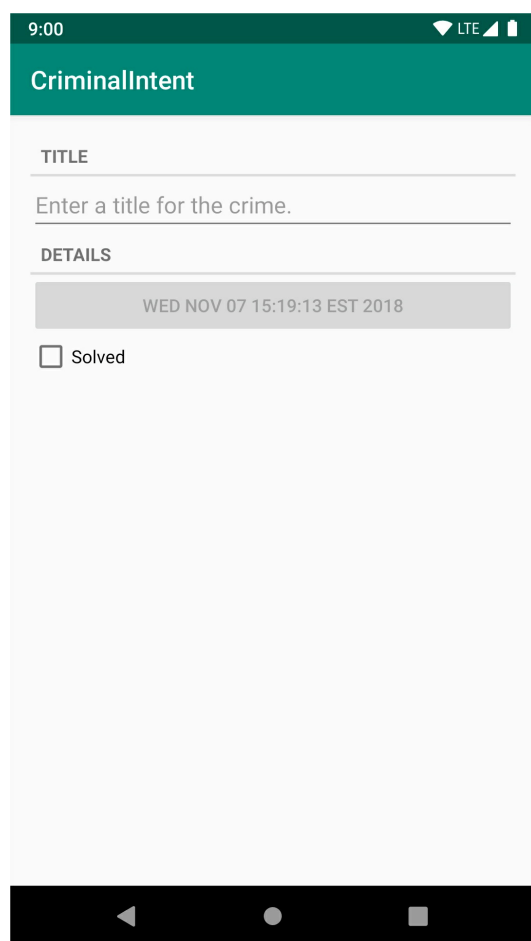 9:00 LTE
CriminalIntent
TITLE
Enter a title for the crime.
DETAILS
WED NOV 07 15:19:13 EST 2018
Solved